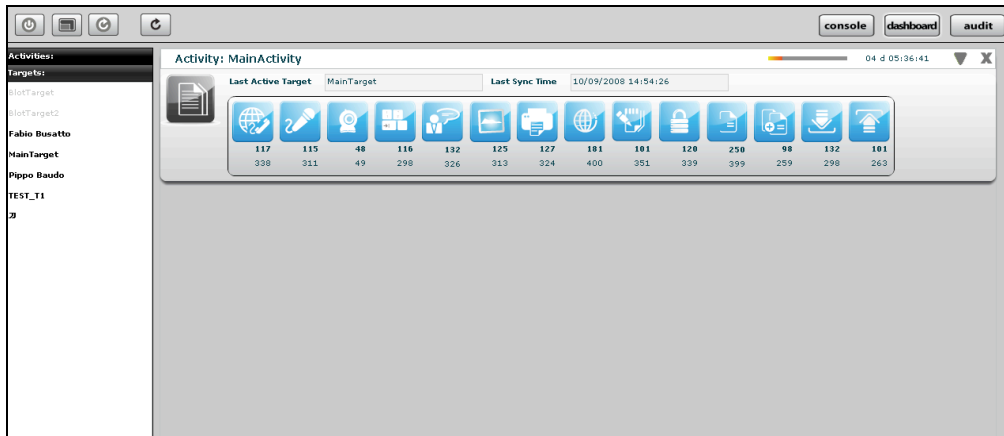 console dashboard audit
Activities:
Targets:
BlotTarget
BlotTarget2
Fabio Busatto
MainTarget
Pippo Baudo
TEST_T1
Activity: MainActivity 04 d 05:36:41 X
Last Active Target MainTarget Last Sync Time 10/09/2008 14:54:26
117 115 48 116 132 125 127 181 101 120 250 98 132 101
338 311 49 298 326 313 324 400 351 339 399 259 298 263